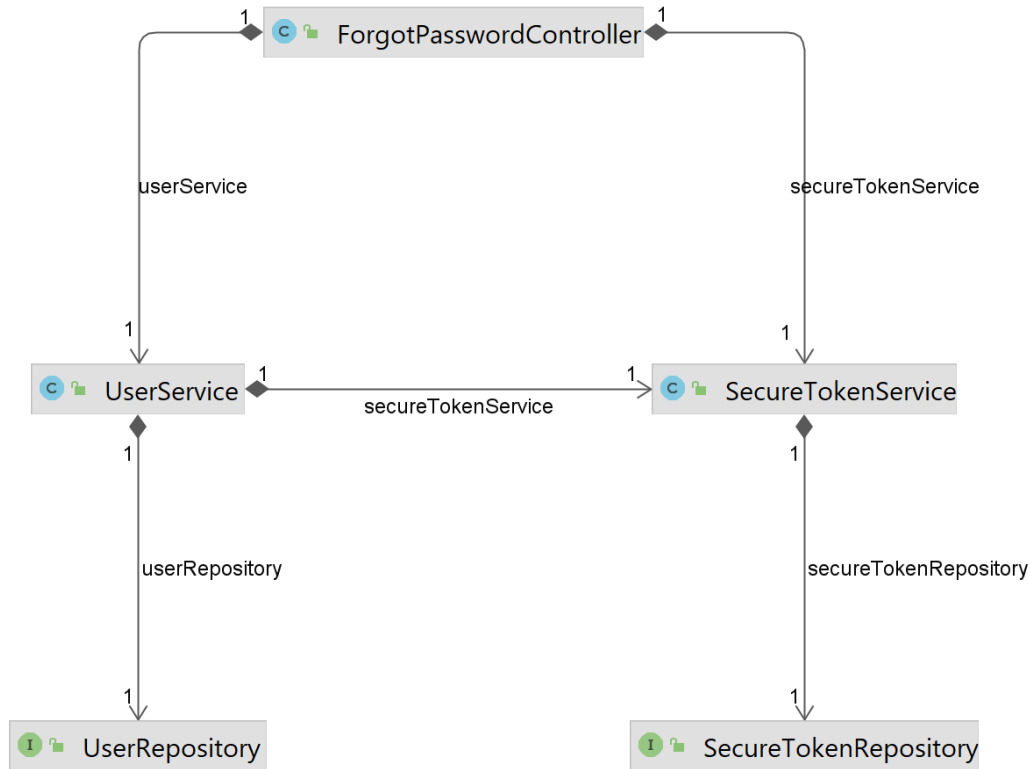 1 C ForgotPasswordController 1
userService
secureTokenService
1
1
C UserService 1
1 C SecureTokenService
secureTokenService
1
1
userRepository
secureTokenRepository
1
1
I UserRepository
I SecureTokenRepository